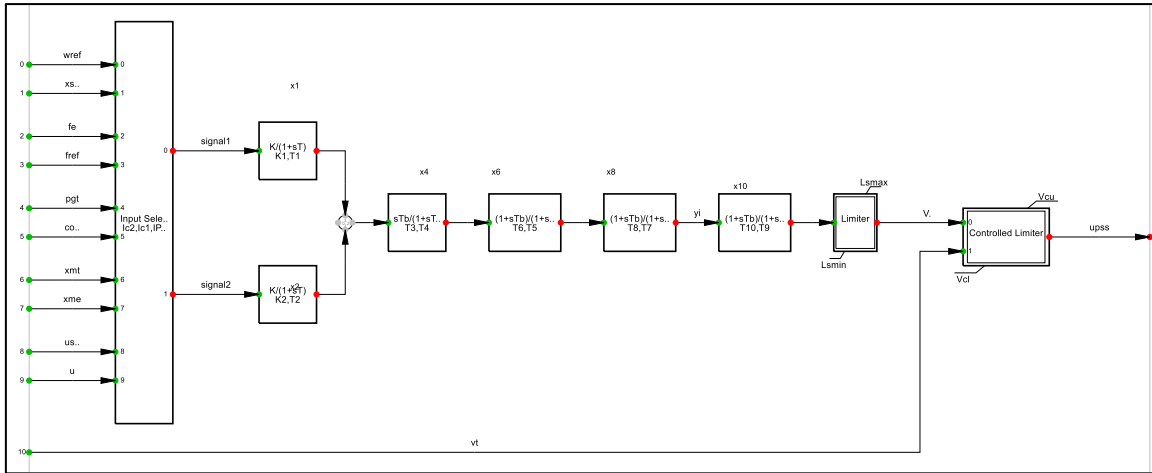 wref
xs..
fe
fref
pgt
co..
xmt
xme
us..
u
0
1
2
3
4
5
6
7
8
9
10
0
1
2
3
4
5
6
7
8
9
Input Sele..
Ic2,Ic1,IP..
0
1
signal1
signal2
x1
K/(1+sT)
K1,T1
x2
K/(1+sT)
K2,T2
x4
sTb/(1+sT..
T3,T4
x6
(1+sTb)/(1+s..
T6,T5
x8
(1+sTb)/(1+s..
T8,T7
yi
x10
(1+sTb)/(1+s..
T10,T9
Lsmax
Limiter
Lsmin
V.
Vcu
0
1
Controlled Limiter
Vcl
upss
vt